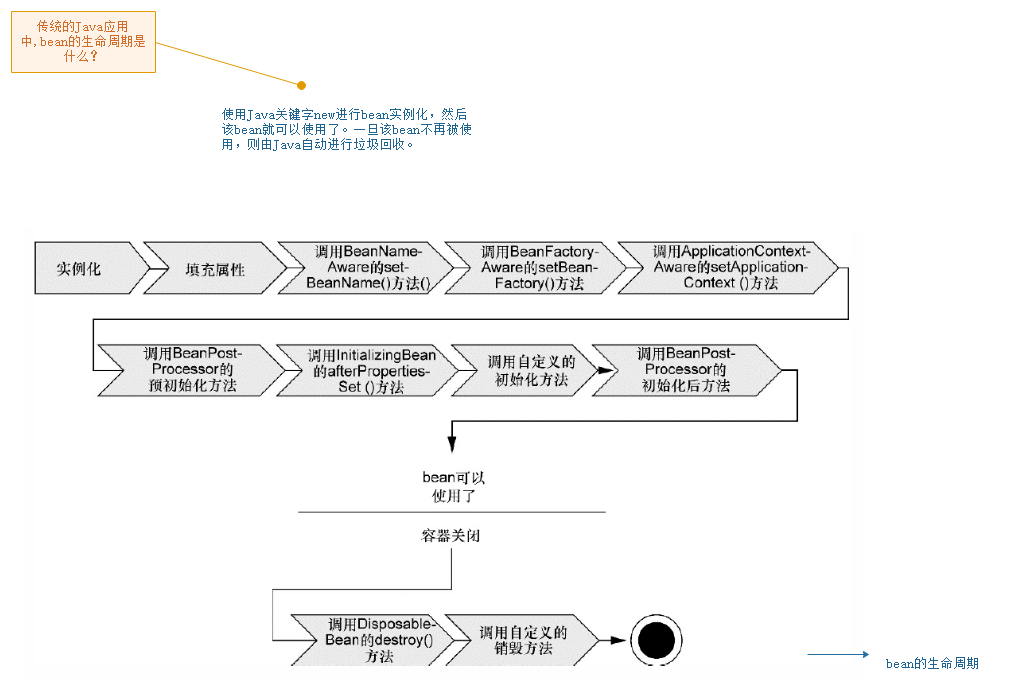 传统的Java应用
中,bean的生命周期是
什么？
使用Java关键字new进行bean实例化，然后
该bean就可以使用了。一旦该bean不再被使
用，则由Java自动进行垃圾回收。
实例化
填充属性
调用BeanName-
Aware的set-
BeanName()方法()
调用BeanFactory-
Aware的setBean-
Factory()方法
调用ApplicationContext-
Aware的setApplication-
Context ()方法
调用BeanPost-
Processor的
预初始化方法
调用InitializingBean
的afterProperties-
Set ()方法
调用自定义的
初始化方法
调用BeanPost-
Processor的
初始化后方法
bean可以
使用了
容器关闭
调用Disposable-
Bean的destroy()
方法
调用自定义的
销毁方法
bean的生命周期